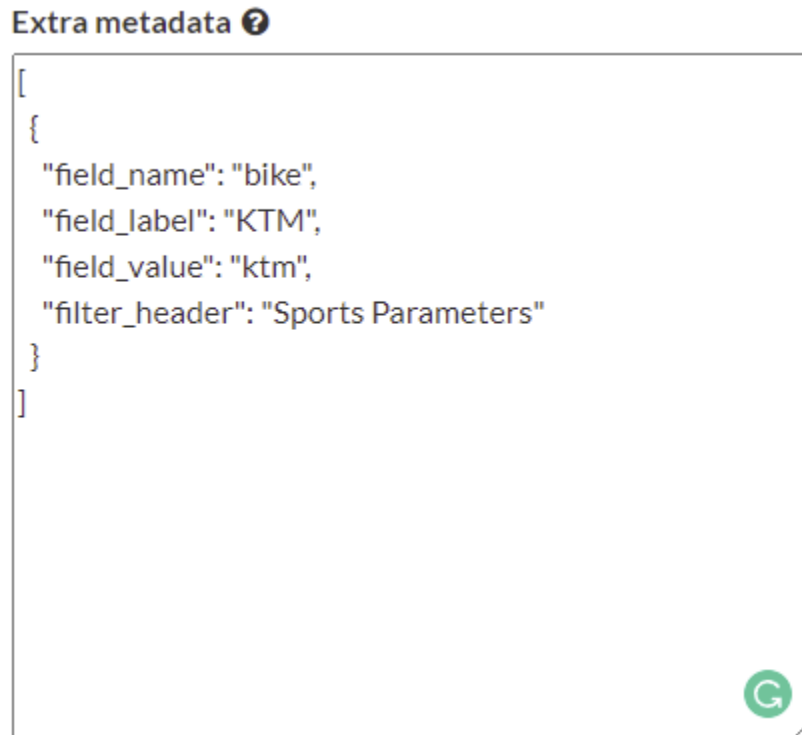 Extra metadata ?
[
{
"field_name": "bike",
"field_label": "KTM",
"field_value": "ktm",
"filter_header": "Sports Parameters"
}
]